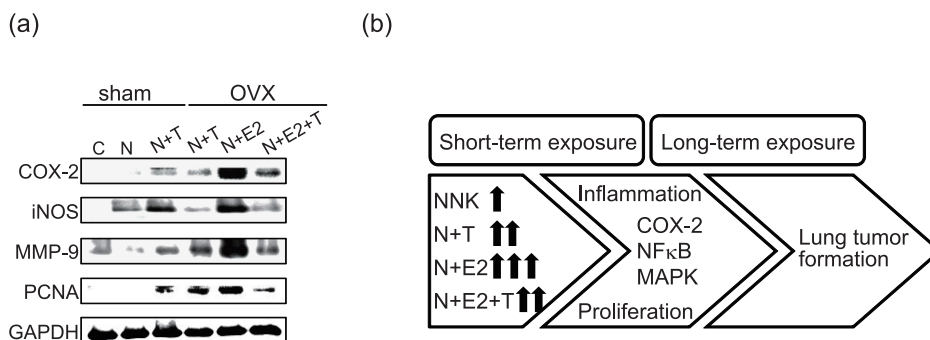 (a)
sham OVX
C N N+T N+T N+E2 N+E2+T
COX-2
iNOS
MMP-9
PCNA
GAPDH
(b)
Short-term exposure Long-term exposure
NNK ⬆
N+T ⬆⬆
N+E2 ⬆⬆⬆
N+E2+T ⬆⬆
Inflammation
COX-2
NFκB
MAPK
Proliferation
Lung tumor
formation